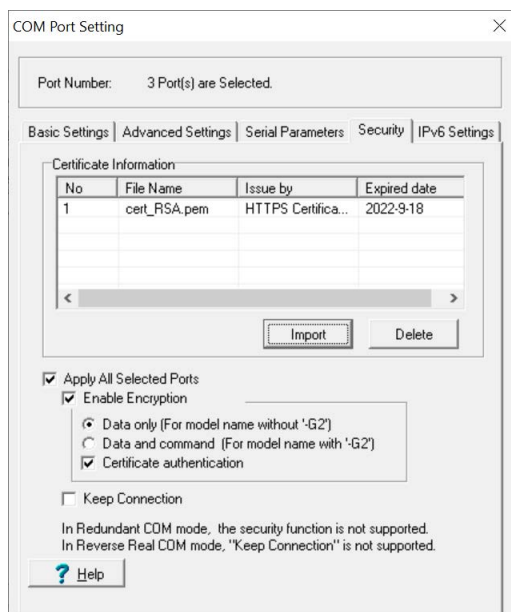 COM Port Setting
Port Number: 3 Port(s) are Selected.
Basic Settings Advanced Settings Serial Parameters Security IPv6 Settings
Certificate Information
No File Name Issue by Expired date
1 cert_RSA.pem HTTPS Certifica... 2022-9-18
Import Delete
Apply All Selected Ports
Enable Encryption
Data only (For model name without '-G2')
Data and command (For model name with '-G2')
Certificate authentication
Keep Connection
In Redundant COM mode, the security function is not supported.
In Reverse Real COM mode, "Keep Connection" is not supported.
? Help